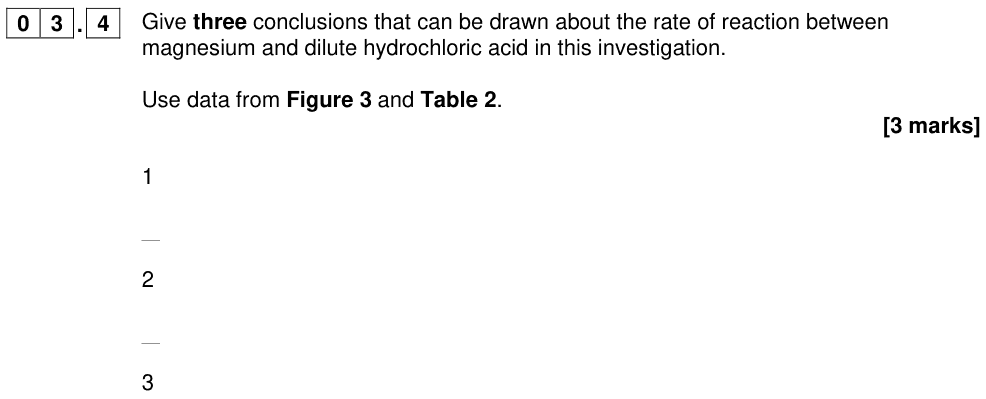 0 3 . 4 Give three conclusions that can be drawn about the rate of reaction between
magnesium and dilute hydrochloric acid in this investigation.
Use data from Figure 3 and Table 2.
[3 marks]
1
2
3